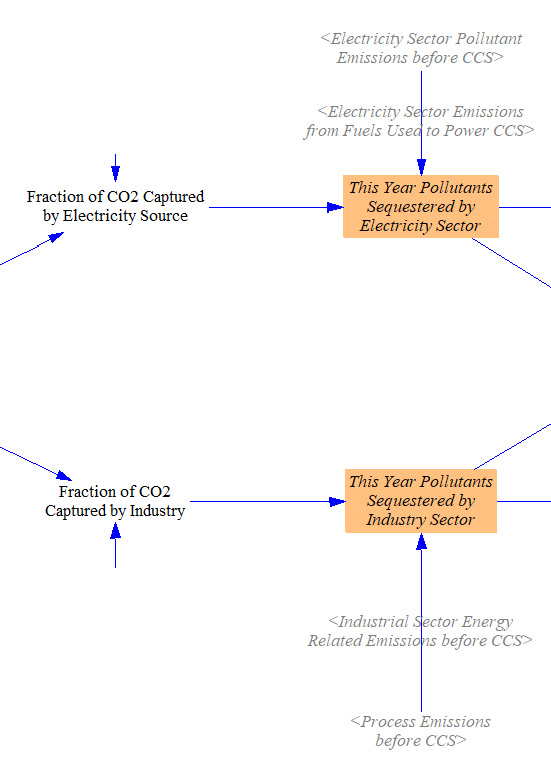 <Electricity Sector Pollutant
Emissions before CCS>
<Electricity Sector Emissions
from Fuels Used to Power CCS>
Fraction of CO2 Captured
by Electricity Source
This Year Pollutants
Sequestered by
Electricity Sector
Fraction of CO2
Captured by Industry
This Year Pollutants
Sequestered by
Industry Sector
<Industrial Sector Energy
Related Emissions before CCS>
<Process Emissions
before CCS>